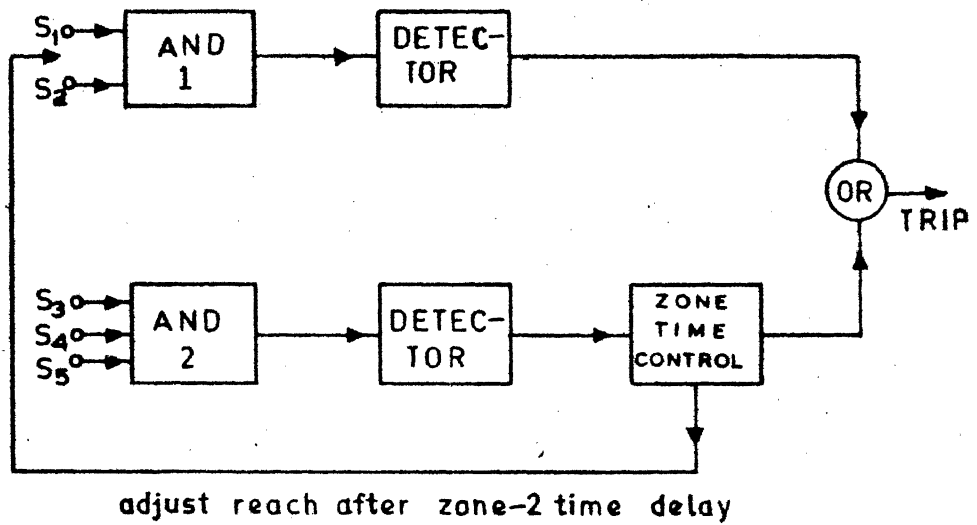 S1
AND
1
DETEC-
TOR
S2
OR
TRIP
S3
AND
2
DETEC-
TOR
ZONE
TIME
CONTROL
S4
S5
adjust reach after zone-2 time delay